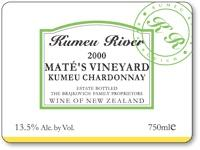 Kumeu River
2000
MATÉ'S VINEYARD
KUMEU CHARDONNAY
ESTATE BOTTLED
THE BRAJKOVICH FAMILY PROPRIETORS
WINE OF NEW ZEALAND
13.5% Alc. by Vol.
750mle